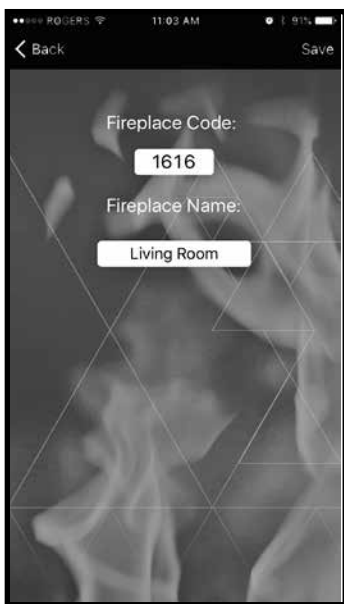 ROGERS 11:03 AM 91%
Back Save
Fireplace Code:
1616
Fireplace Name:
Living Room